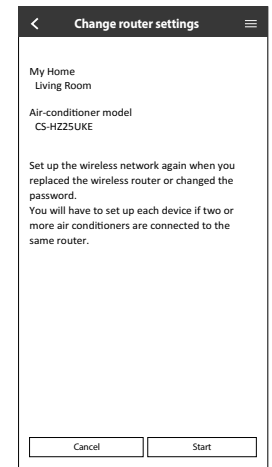 Change router settings
My Home
Living Room
Air-conditioner model
CS-HZ25UKE
Set up the wireless network again when you
replaced the wireless router or changed the
password.
You will have to set up each device if two or
more air conditioners are connected to the
same router.
Cancel Start